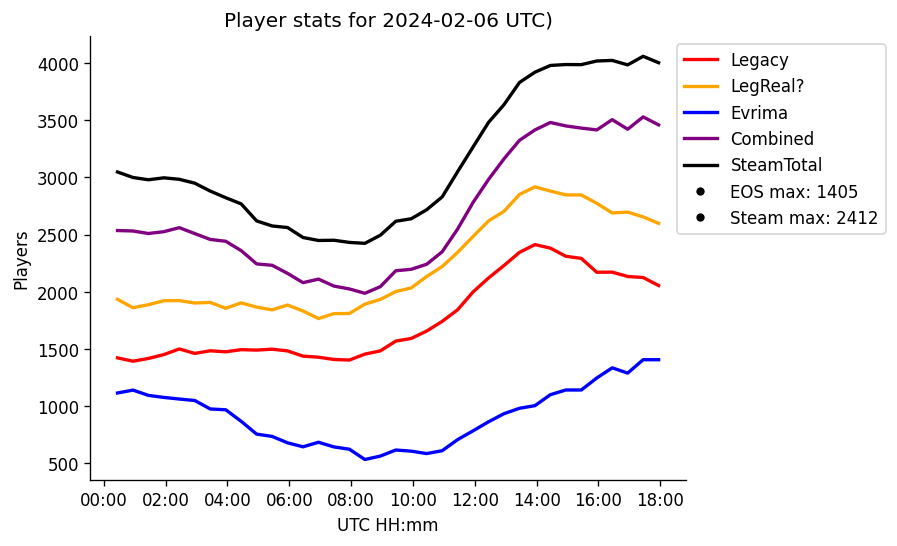 Player stats for 2024-02-06 UTC)
4000
3500
3000
2500
2000
1500
1000
500
Players
00:00 02:00 04:00 06:00 08:00 10:00 12:00 14:00 16:00 18:00
UTC HH:mm
Legacy
LegReal?
Evrima
Combined
SteamTotal
EOS max: 1405
Steam max: 2412